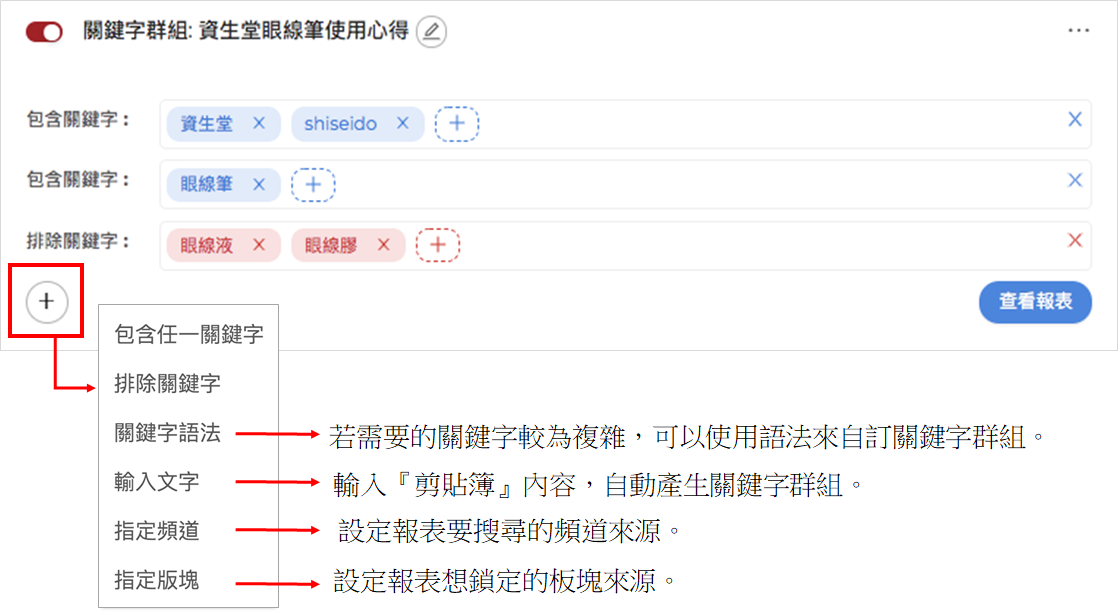 關鍵字群組: 資生堂眼線筆使用心得
包含關鍵字： 資生堂 × shiseido × +
包含關鍵字： 眼線筆 × +
排除關鍵字： 眼線液 × 眼線膠 × +
查看報表
包含任一關鍵字
排除關鍵字
關鍵字語法 若需要的關鍵字較為複雜，可以使用語法來自訂關鍵字群組。
輸入文字 輸入『剪貼簿』內容，自動產生關鍵字群組。
指定頻道 設定報表要搜尋的頻道來源。
指定版塊 設定報表想鎖定的板塊來源。